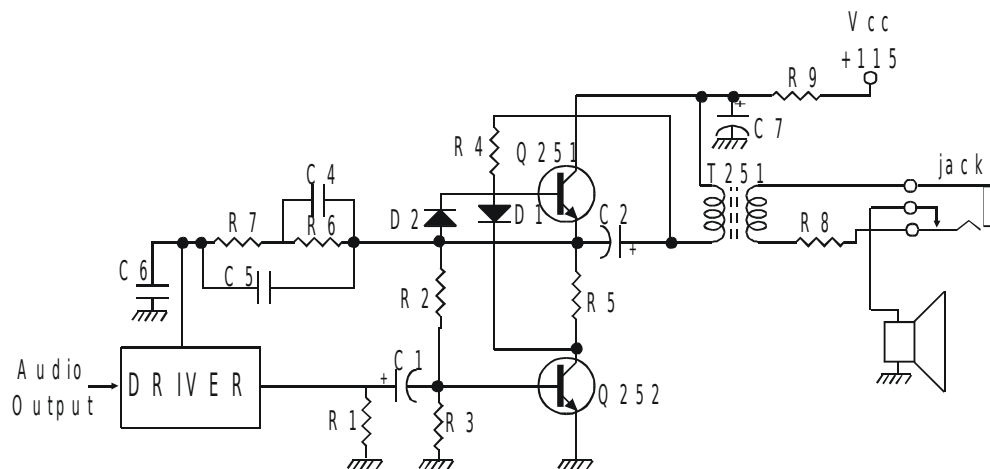 Vcc
+115
R9
C7
R4
Q251
T251
jack
C4
R7
R6
D2
D1
C2
+
R8
C6
C5
R2
R5
Audio
Output
DRIVER
+
C1
Q252
R1
R3
+